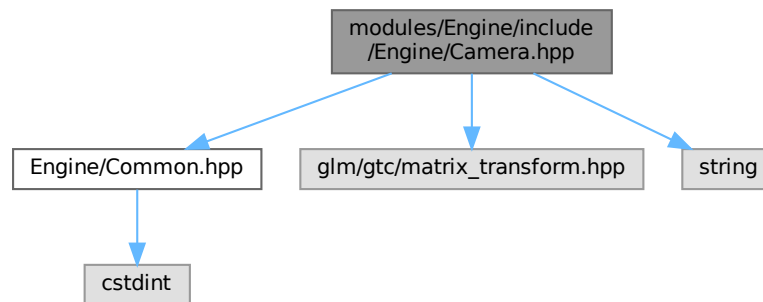 modules/Engine/include
/Engine/Camera.hpp
Engine/Common.hpp
glm/gtc/matrix_transform.hpp
string
cstdint